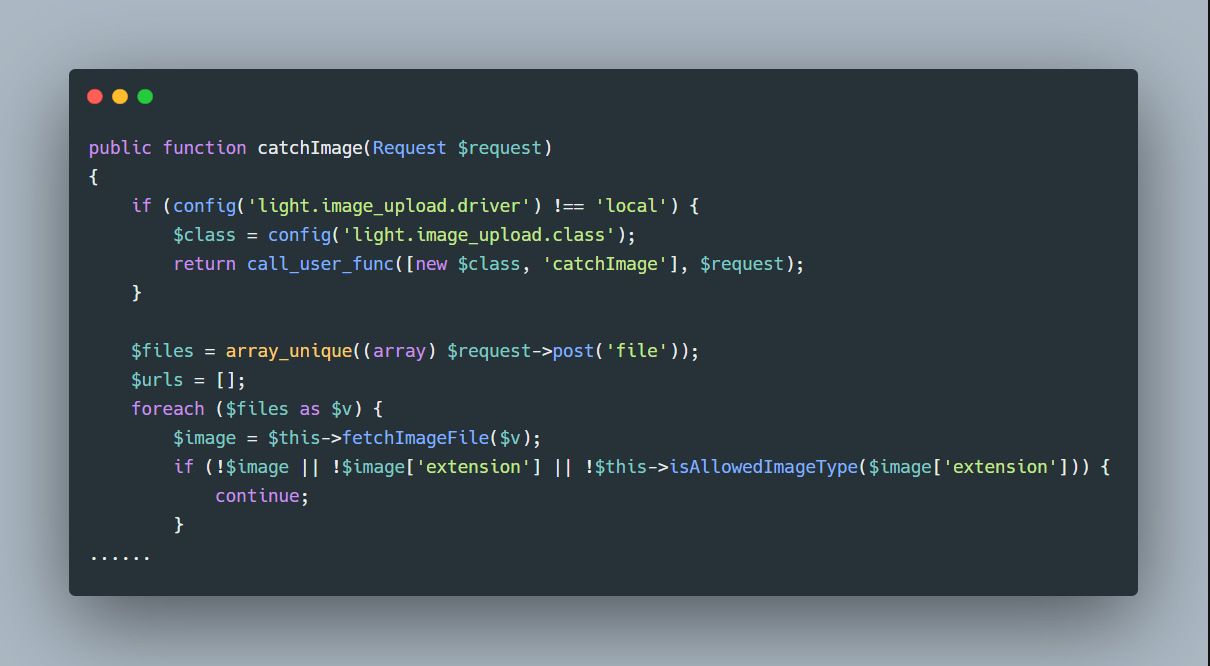 public function catchImage(Request $request)
{
    if (config('light.image_upload.driver') !== 'local') {
        $class = config('light.image_upload.class');
        return call_user_func([new $class, 'catchImage'], $request);
    }

    $files = array_unique((array) $request->post('file'));
    $urls = [];
    foreach ($files as $v) {
        $image = $this->fetchImageFile($v);
        if (!$image || !$image['extension'] || !$this->isAllowedImageType($image['extension'])) {
            continue;
        }
......